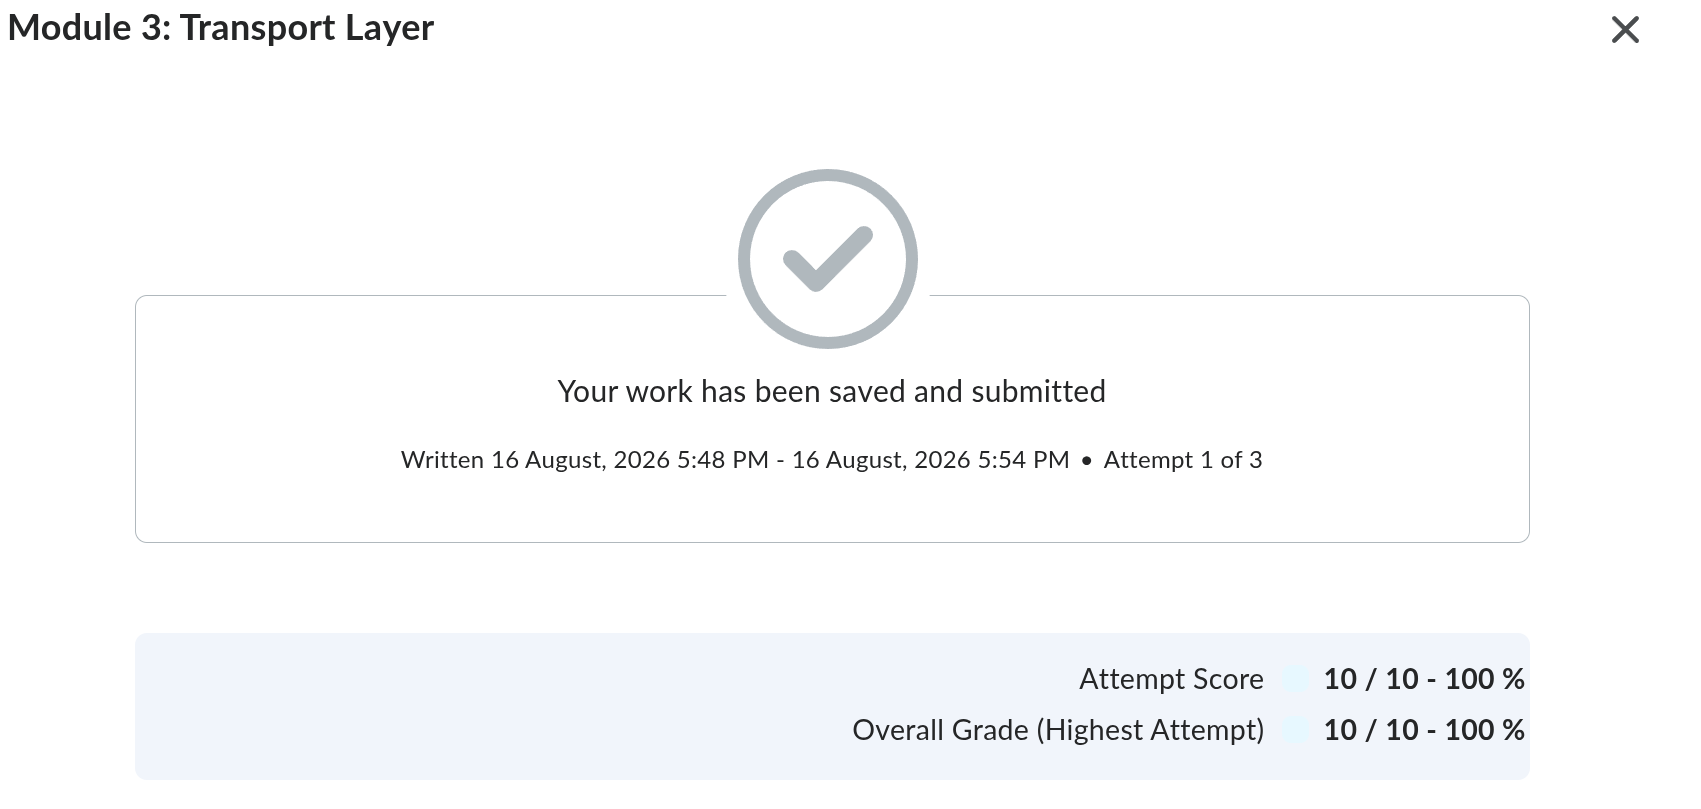 Module 3: Transport Layer
Your work has been saved and submitted
Written 16 August, 2026 5:48 PM - 16 August, 2026 5:54 PM • Attempt 1 of 3
Attempt Score 10 / 10 - 100 %
Overall Grade (Highest Attempt) 10 / 10 - 100 %